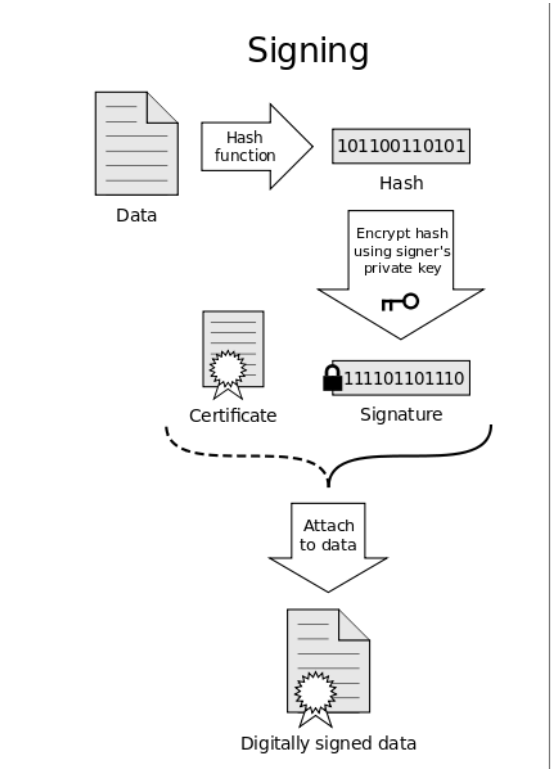 Signing
Hash
function
101100110101
Data
Hash
Encrypt hash
using signer's
private key
111101101110
Certificate
Signature
Attach
to data
Digitally signed data